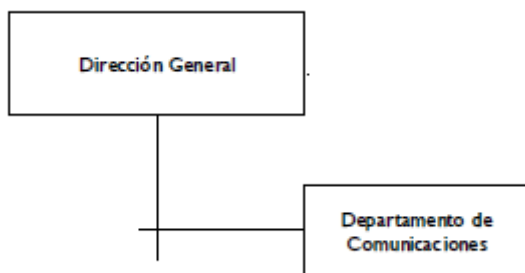 Dirección General
Departamento de
Comunicaciones